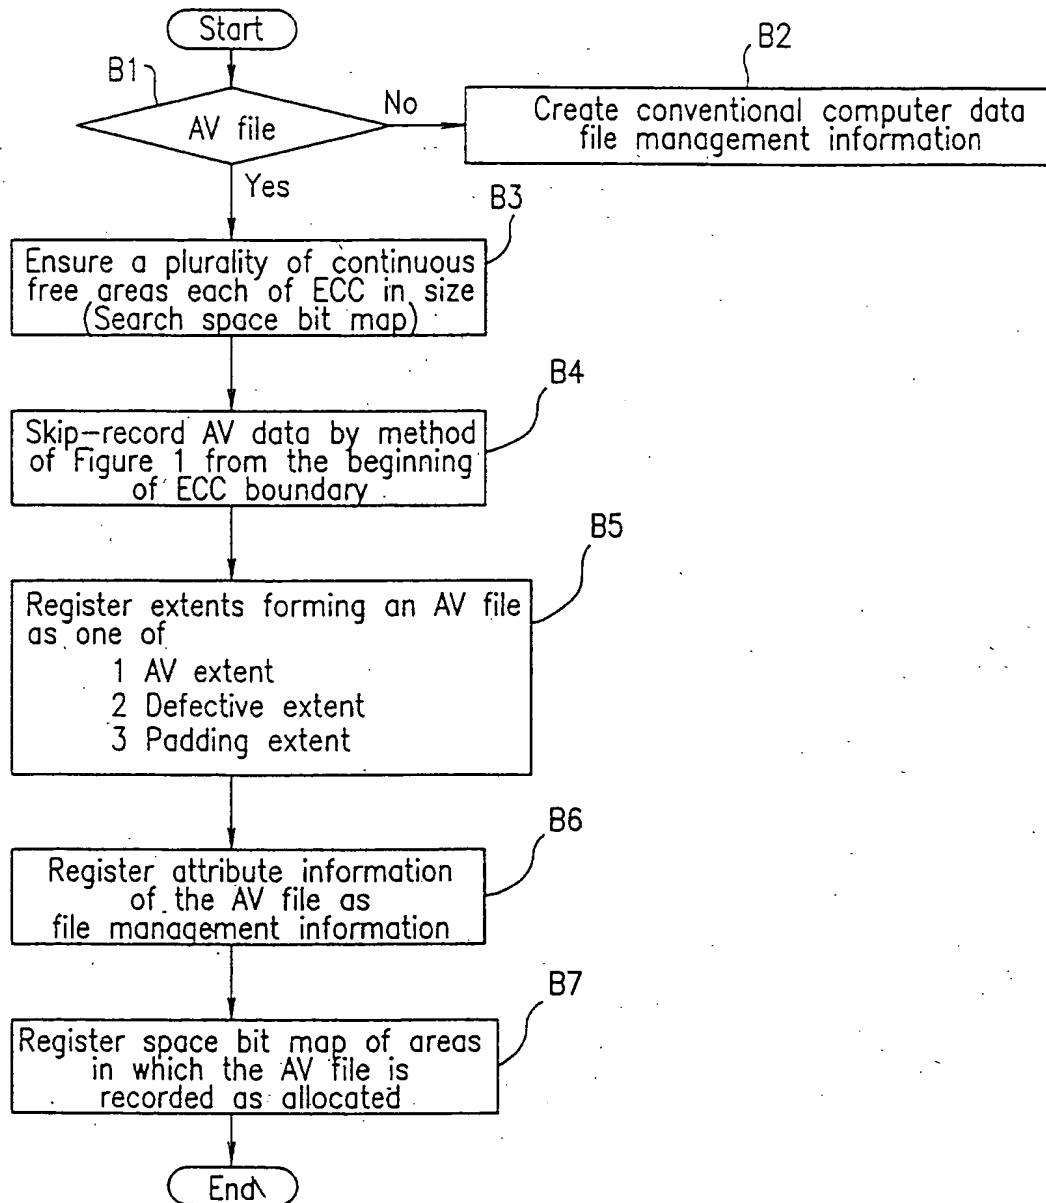 Start
B1
AV file
No
B2
Create conventional computer data
file management information
Yes
B3
Ensure a plurality of continuous
free areas each of ECC in size
(Search space bit map)
B4
Skip-record AV data by method
of Figure 1 from the beginning
of ECC boundary
B5
Register extents forming an AV file
as one of
1 AV extent
2 Defective extent
3 Padding extent
B6
Register attribute information
of the AV file as
file management information
B7
Register space bit map of areas
in which the AV file is
recorded as allocated
End